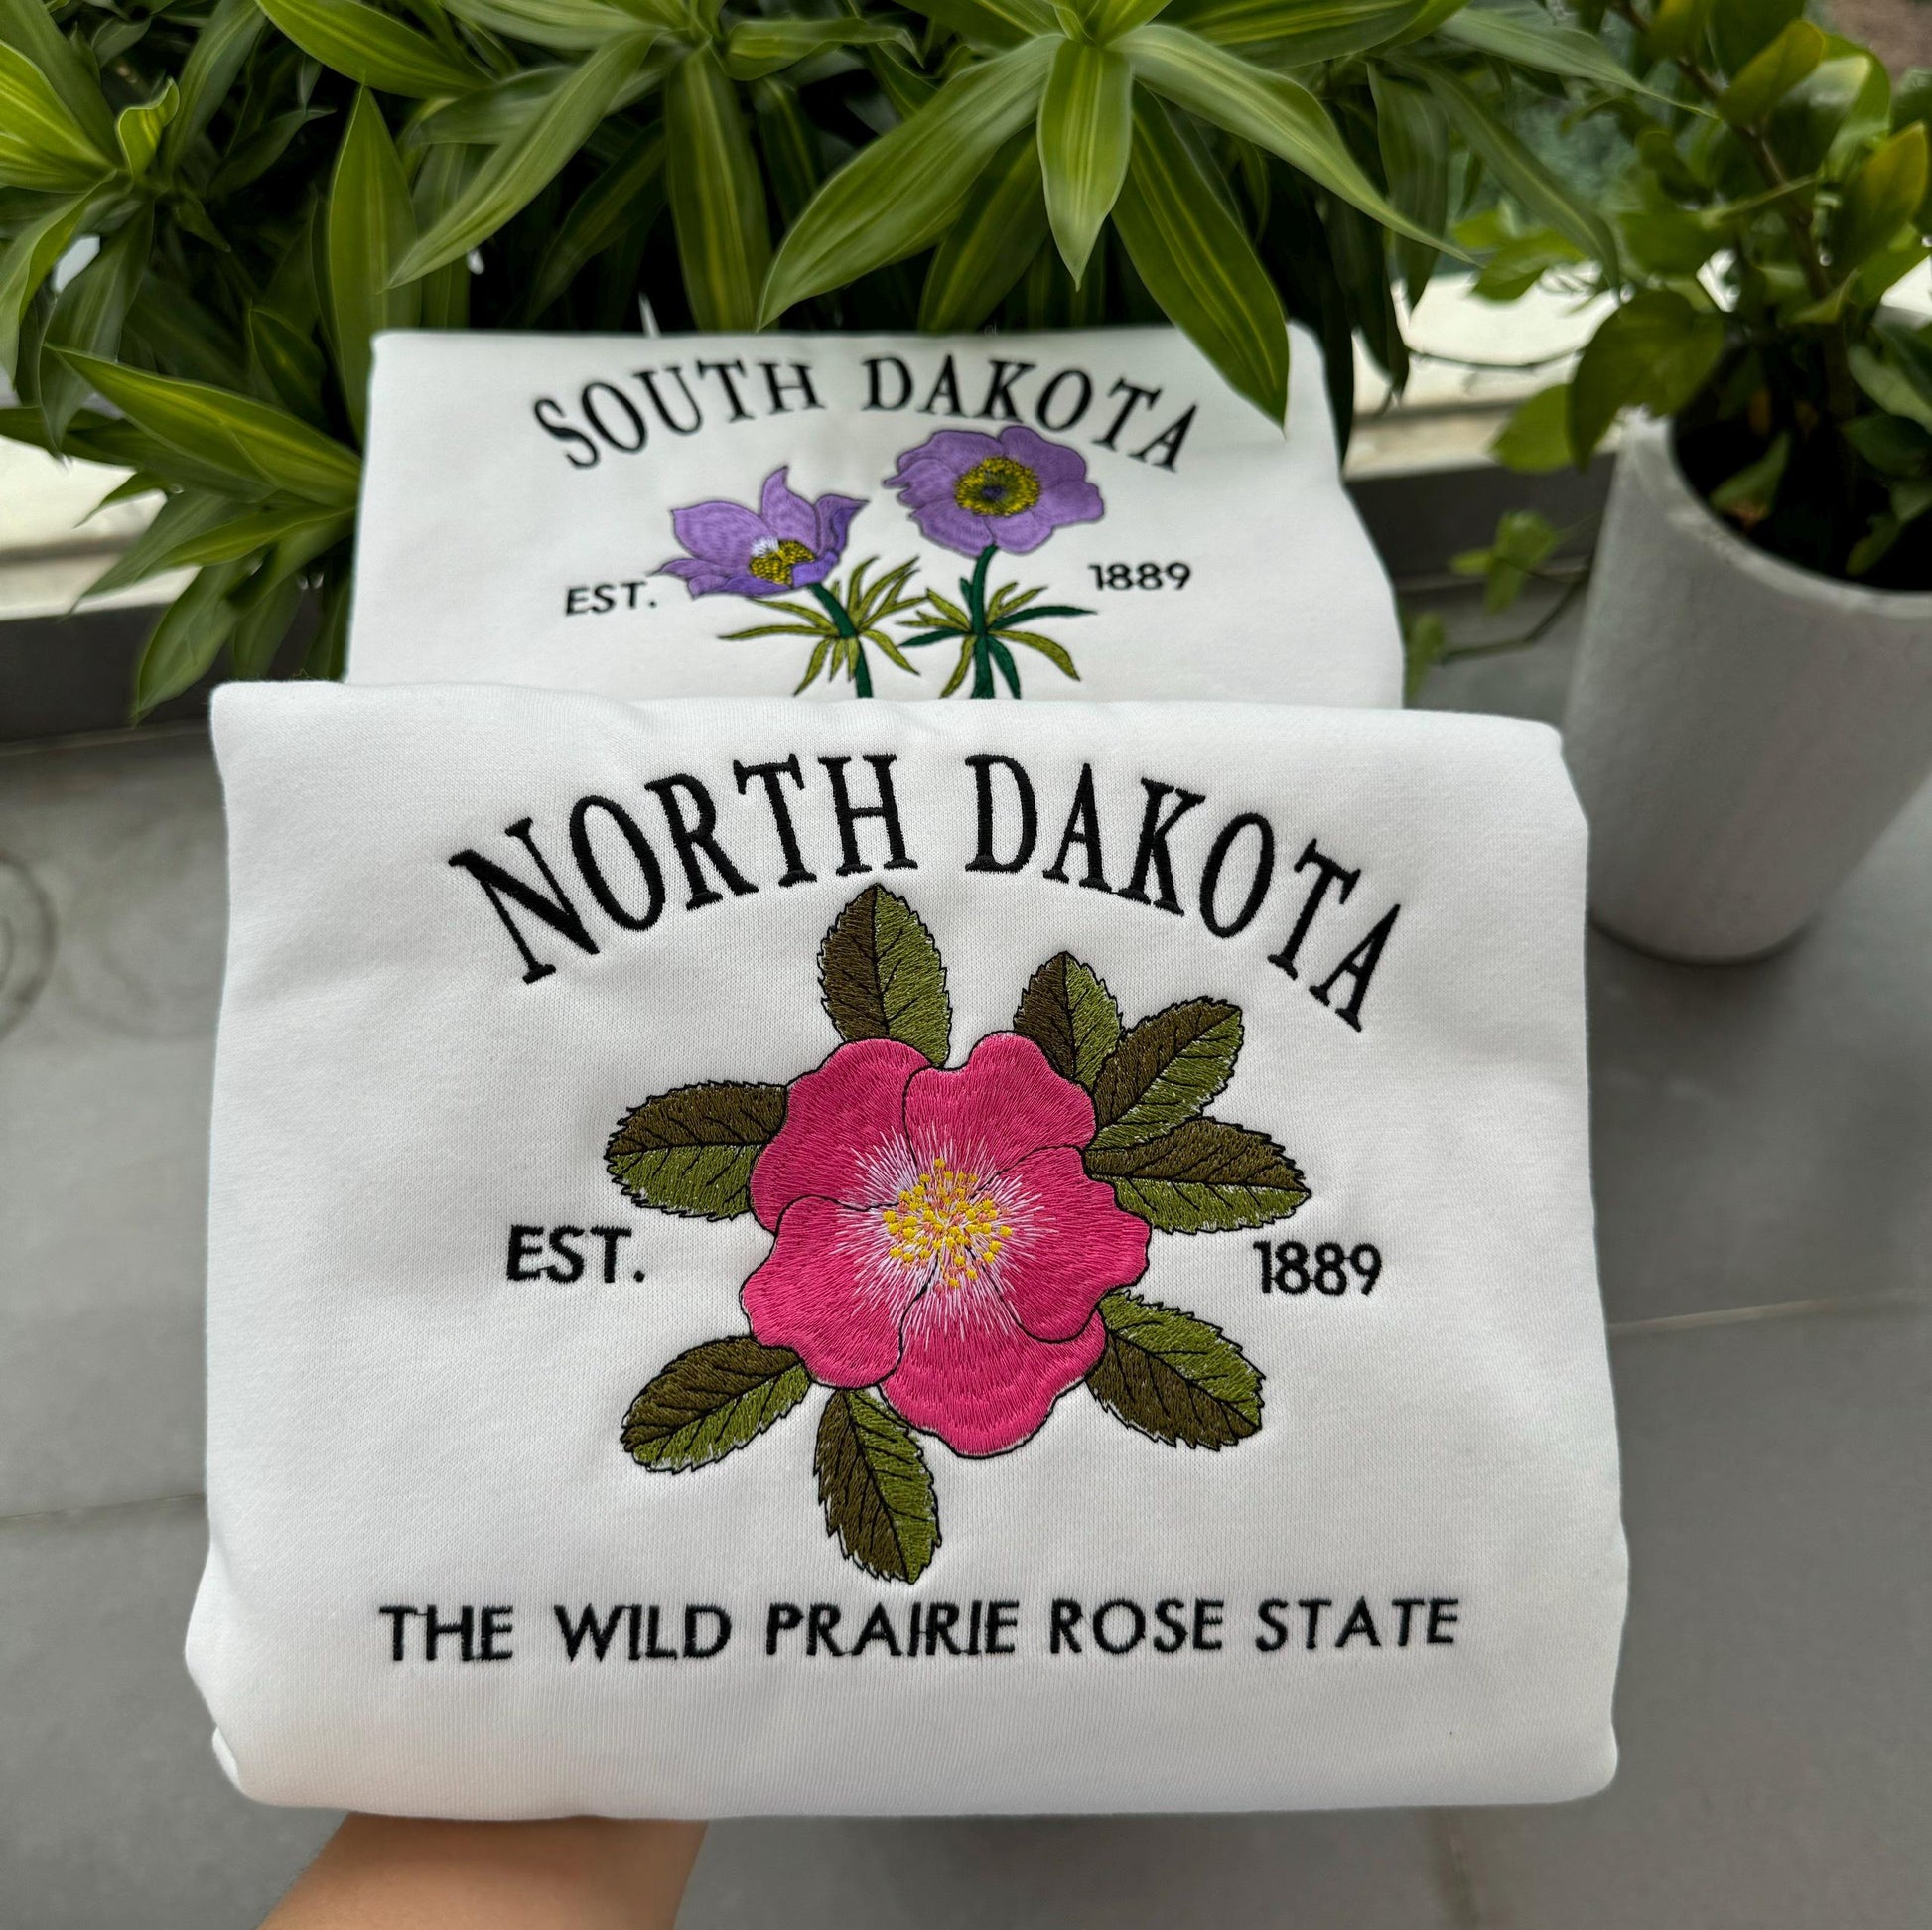 SOUTH DAKOTA
EST. 1889
NORTH DAKOTA
EST. 1889
THE WILD PRAIRIE ROSE STATE